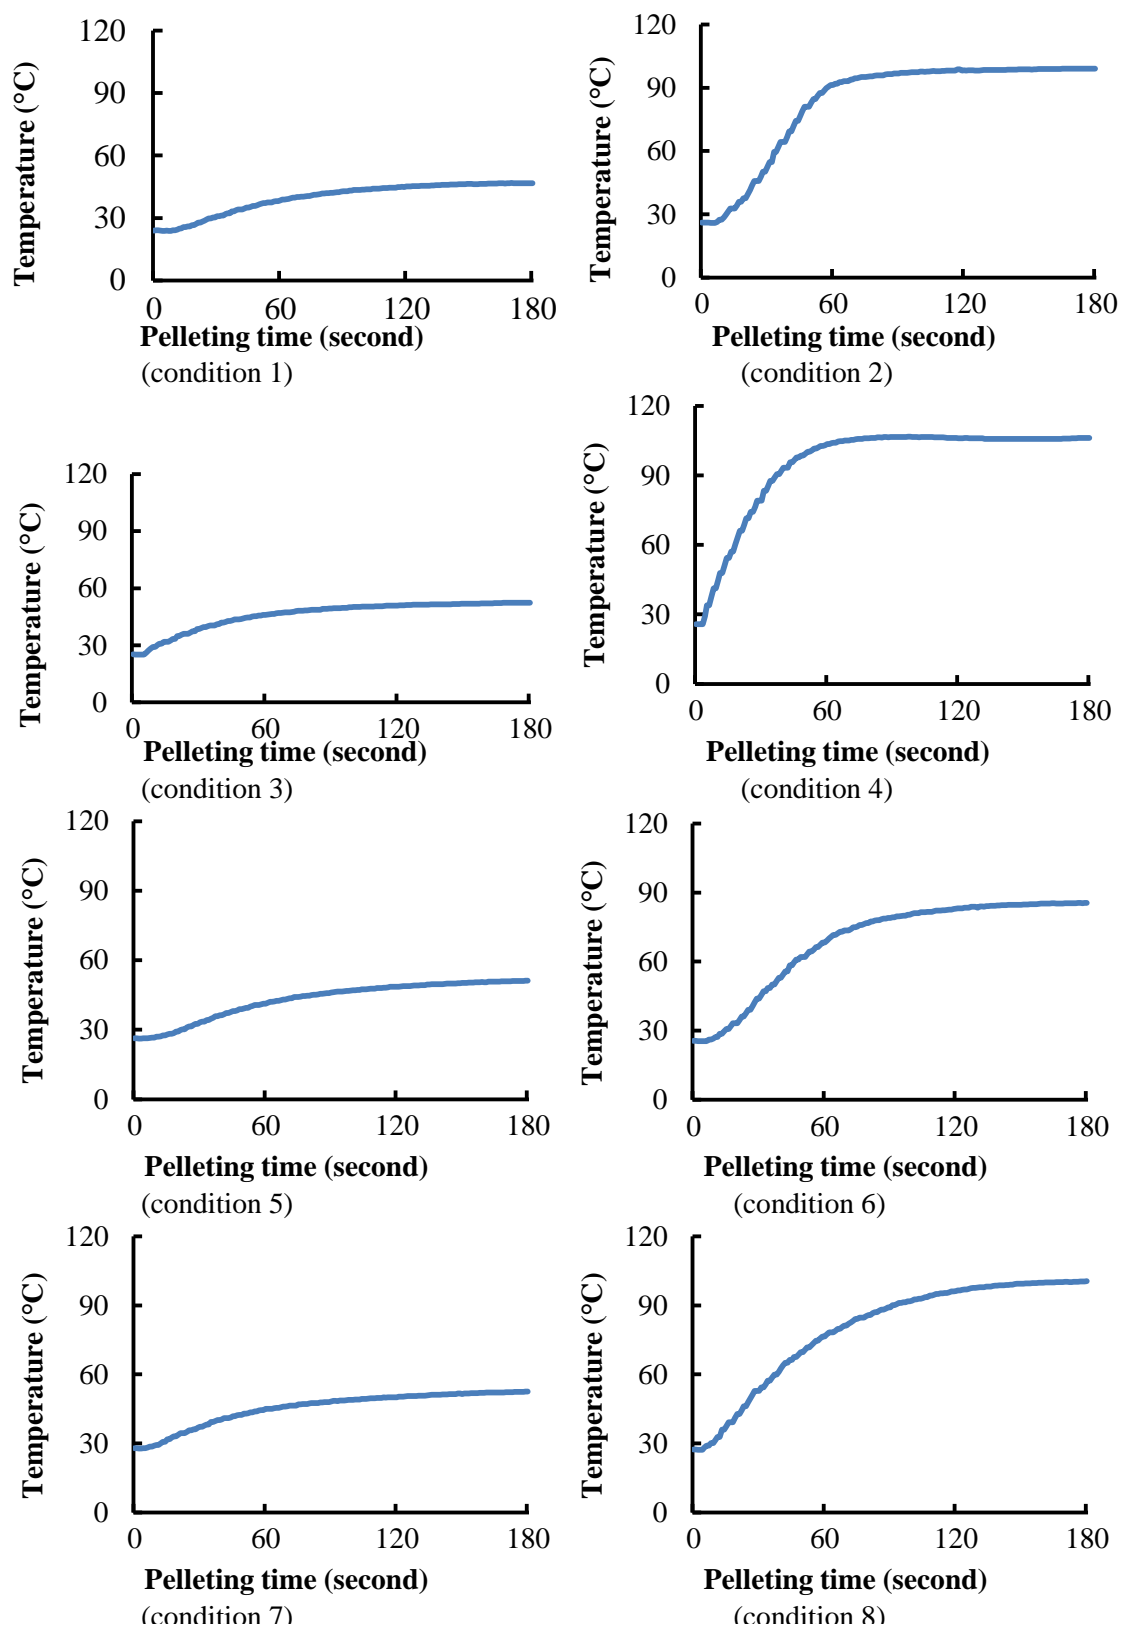 120
90
60
30
0
Temperature (°C)
0 60 120 180
Pelleting time (second)
(condition 1)
120
90
60
30
0
Temperature (°C)
0 60 120 180
Pelleting time (second)
(condition 2)
120
90
60
30
0
Temperature (°C)
0 60 120 180
Pelleting time (second)
(condition 3)
120
90
60
30
0
Temperature (°C)
0 60 120 180
Pelleting time (second)
(condition 4)
120
90
60
30
0
Temperature (°C)
0 60 120 180
Pelleting time (second)
(condition 5)
120
90
60
30
0
Temperature (°C)
0 60 120 180
Pelleting time (second)
(condition 6)
120
90
60
30
0
Temperature (°C)
0 60 120 180
Pelleting time (second)
(condition 7)
120
90
60
30
0
Temperature (°C)
0 60 120 180
Pelleting time (second)
(condition 8)